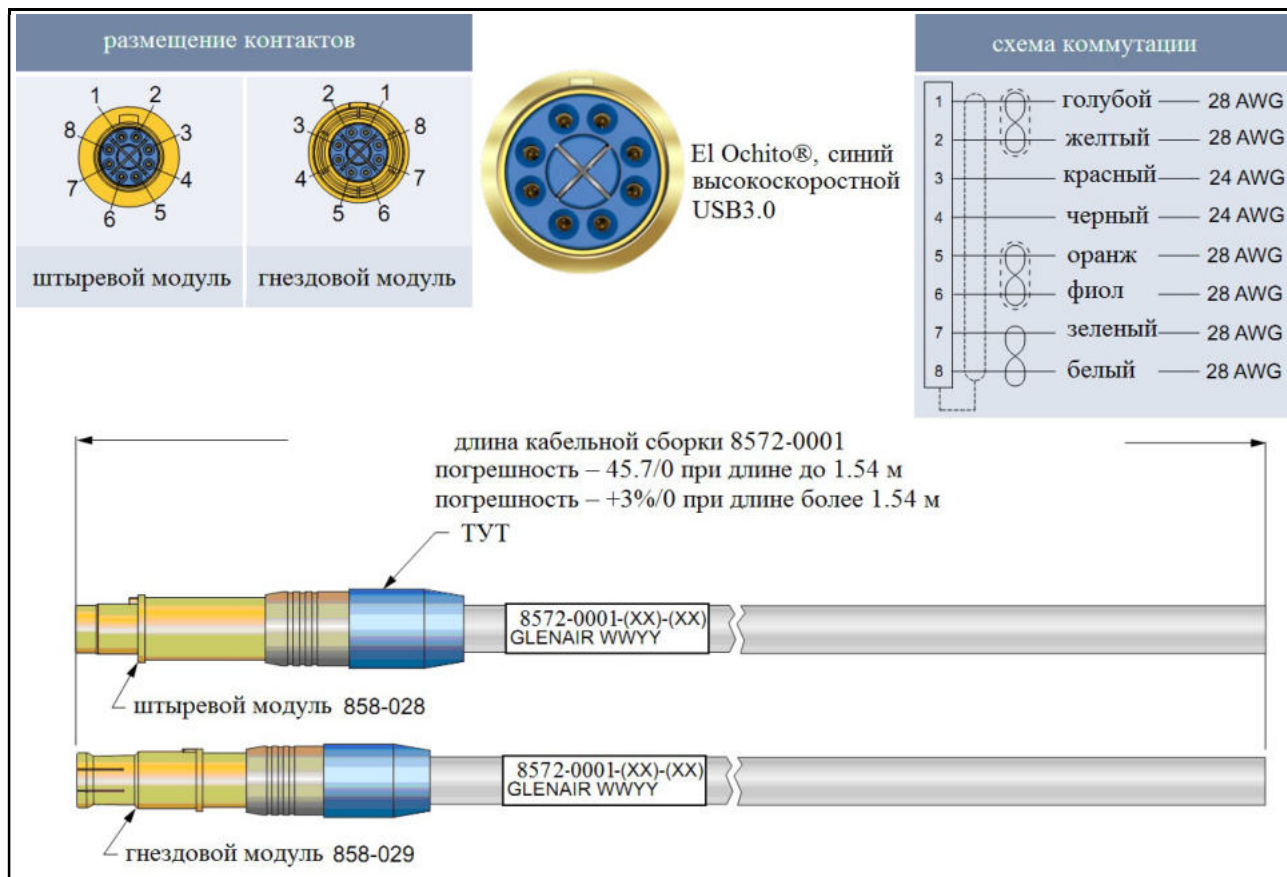 размещение контактов
1
2
8
3
7
4
6
5
штыревой модуль
2
1
3
8
4
7
5
6
гнездовой модуль
El Ochito®, синий
высокоскоростной
USB3.0
схема коммутации
1 голубой 28 AWG
2 желтый 28 AWG
3 красный 24 AWG
4 черный 24 AWG
5 оранж 28 AWG
6 фиол 28 AWG
7 зеленый 28 AWG
8 белый 28 AWG
длина кабельной сборки 8572-0001
погрешность – 45.7/0 при длине до 1.54 м
погрешность – +3%/0 при длине более 1.54 м
ТУТ
8572-0001-(XX)-(XX)
GLENAIR WWYY
штыревой модуль 858-028
8572-0001-(XX)-(XX)
GLENAIR WWYY
гнездовой модуль 858-029